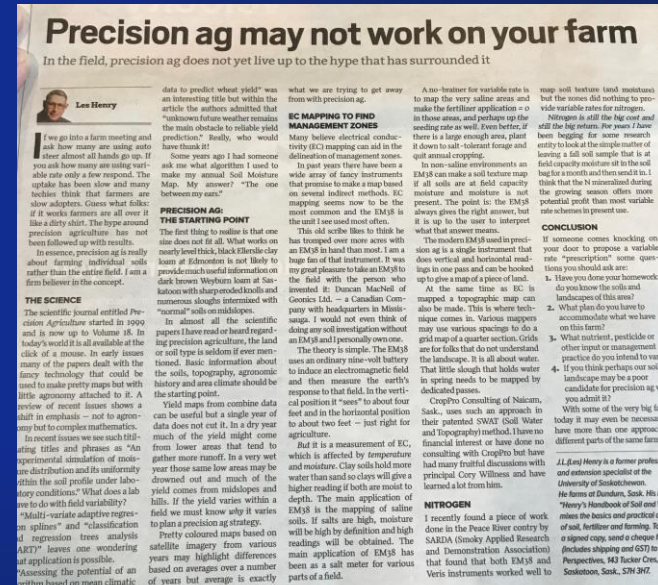 Precision ag may not work on your farm
In the field, precision ag does not yet live up to the hype that has surrounded it
Les Henry
If we go into a farm meeting and
ask how many are using auto
steer almost all hands go up. If
you ask how many are using vari-
able rate only a few respond. The
uptake has been slow and many
techies think that farmers are
slow adopters. Guess what folks:
if it works farmers are all over it
like a dirty shirt. The hype around
precision agriculture has not
been followed up with results.
In essence, precision ag is really
about farming individual soils
rather than the entire field. I am a
firm believer in the concept.
THE SCIENCE
The scientific journal entitled Pre-
cision Agriculture started in 1999
and is now up to Volume 18. In
today's world it is all available at the
click of a mouse. In early issues
many of the papers dealt with the
fancy technology that could be
used to make pretty maps but with
little agronomy attached to it. A
review of recent issues shows a
shift in emphasis — not to agron-
omy but to complex mathematics.
In recent issues we see such titil-
ating titles and phrases as "An
experimental simulation of mois-
ture distribution and its uniformity
within the soil profile under labo-
ratory conditions." What does a lab
have to do with field variability?
"Multi-variate adaptive regres-
on splines" and "classification
nd regression trees analysis
ART)" leaves one wondering
at application is possible.
"Assessing the potential of an
orithm based on mean climatic
data to predict wheat yield" was
an interesting title but within the
article the authors admitted that
"unknown future weather remains
the main obstacle to reliable yield
prediction." Really, who would
have thunk it!
Some years ago I had someone
ask me what algorithm I used to
make my annual Soil Moisture
Map. My answer? "The one
between my ears."
PRECISION AG:
THE STARTING POINT
The first thing to realize is that one
size does not fit all. What works on
nearly level thick, black Ellerslie clay
loam at Edmonton is not likely to
provide much useful information on
dark brown Weyburn loam at Sas-
katoon with sharp eroded knolls and
numerous sloughs intermixed with
"normal" soils on midslopes.
In almost all the scientific
papers I have read or heard regard-
ing precision agriculture, the land
or soil type is seldom if ever men-
tioned. Basic information about
the soils, topography, agronomic
history and area climate should be
the starting point.
Yield maps from combine data
can be useful but a single year of
data does not cut it. In a dry year
much of the yield might come
from lower areas that tend to
gather more runoff. In a very wet
year those same low areas may be
drowned out and much of the
yield comes from midslopes and
hills. If the yield varies within a
field we must know why it varies
to plan a precision ag strategy.
Pretty coloured maps based on
satellite imagery from various
years may highlight differences
based on averages over a number
of years but average is exactly
what we are trying to get away
from with precision ag.
EC MAPPING TO FIND
MANAGEMENT ZONES
Many believe electrical conduc-
tivity (EC) mapping can aid in the
delineation of management zones.
In past years there have been a
wide array of fancy instruments
that promise to make a map based
on several indirect methods. EC
mapping seems now to be the
most common and the EM38 is
the unit I see used most often.
This old scribe likes to think he
has tromped over more acres with
an EM38 in hand than most. I am a
huge fan of that instrument. It was
my great pleasure to take an EM38 to
the field with the person who
invented it: Duncan MacNeil of
Geonics Ltd. — a Canadian Com-
pany with headquarters in Missis-
sauga. I would not even think of
doing any soil investigation without
an EM38 and I personally own one.
The theory is simple. The EM38
uses an ordinary nine-volt battery
to induce an electromagnetic field
and then measure the earth's
response to that field. In the verti-
cal position it "sees" to about four
feet and in the horizontal position
to about two feet — just right for
agriculture.
But it is a measurement of EC,
which is affected by temperature
and moisture. Clay soils hold more
water than sand so clays will give a
higher reading if both are moist to
depth. The main application of
EM38 is the mapping of saline
soils. If salts are high, moisture
will be high by definition and high
readings will be obtained. The
main application of EM38 has
been as a salt meter for various
parts of a field.
A no-brainer for variable rate is
to map the very saline areas and
make the fertilizer application = 0
in those areas, and perhaps up the
seeding rate as well. Even better, if
there is a large enough area, plant
it down to salt-tolerant forage and
quit annual cropping.
In non-saline environments an
EM38 can make a soil texture map
if all soils are at field capacity
moisture and moisture is not
present. The point is: the EM38
always gives the right answer, but
it is up to the user to interpret
what that answer means.
The modern EM38 used in preci-
sion ag is a single instrument that
does vertical and horizontal read-
ings in one pass and can be hooked
up to give a map of a piece of land.
At the same time as EC is
mapped a topographic map can
also be made. This is where tech-
nique comes in. Various mappers
may use various spacings to do a
grid map of a quarter section. Grids
are for folks that do not understand
the landscape. It is all about water.
That little slough that holds water
in spring needs to be mapped by
dedicated passes.
CropPro Consulting of Naicam,
Sask., uses such an approach in
their patented SWAT (Soil Water
and Topography) method. I have no
financial interest or have done no
consulting with CropPro but have
had many fruitful discussions with
principal Cory Willness and have
learned a lot from him.
NITROGEN
I recently found a piece of work
done in the Peace River contry by
SARDA (Smoky Applied Research
and Demonstration Association)
that found that both EM38 and
Veris instruments worked well to
map soil texture (and moisture)
but the zones did nothing to pro-
vide variable rates for nitrogen.
Nitrogen is still the big cost and
still the big return. For years I have
been begging for some research
entity to look at the simple matter of
leaving a fall soil sample that is at
field capacity moisture sit in the soil
bag for a month and then send it in. I
think that the N mineralized during
the growing season offers more
potential profit than most variable
rate schemes in present use.
CONCLUSION
If someone comes knocking on
your door to propose a variable
rate "prescription" some ques-
tions you should ask are:
1. Have you done your homework
do you know the soils and
landscapes of this area?
2. What plan do you have to
accommodate what we have
on this farm?
3. What nutrient, pesticide or
other input or management
practice do you intend to var
4. If you think perhaps our soil
landscape may be a poor
candidate for precision ag w
you admit it?
With some of the very big fa
today it may even be necessar
have more than one approac
different parts of the same farm
J.L.(Les) Henry is a former profess
and extension specialist at the
University of Saskatchewan.
He farms at Dundurn, Sask. His
"Henry's Handbook of Soil and
mixes the basics and practical
of soil, fertilizer and farming. To
a signed copy, send a cheque f
(includes shipping and GST) to
Perspectives, 143 Tucker Cres,
Saskatoon, Sask., S7H 3H7.